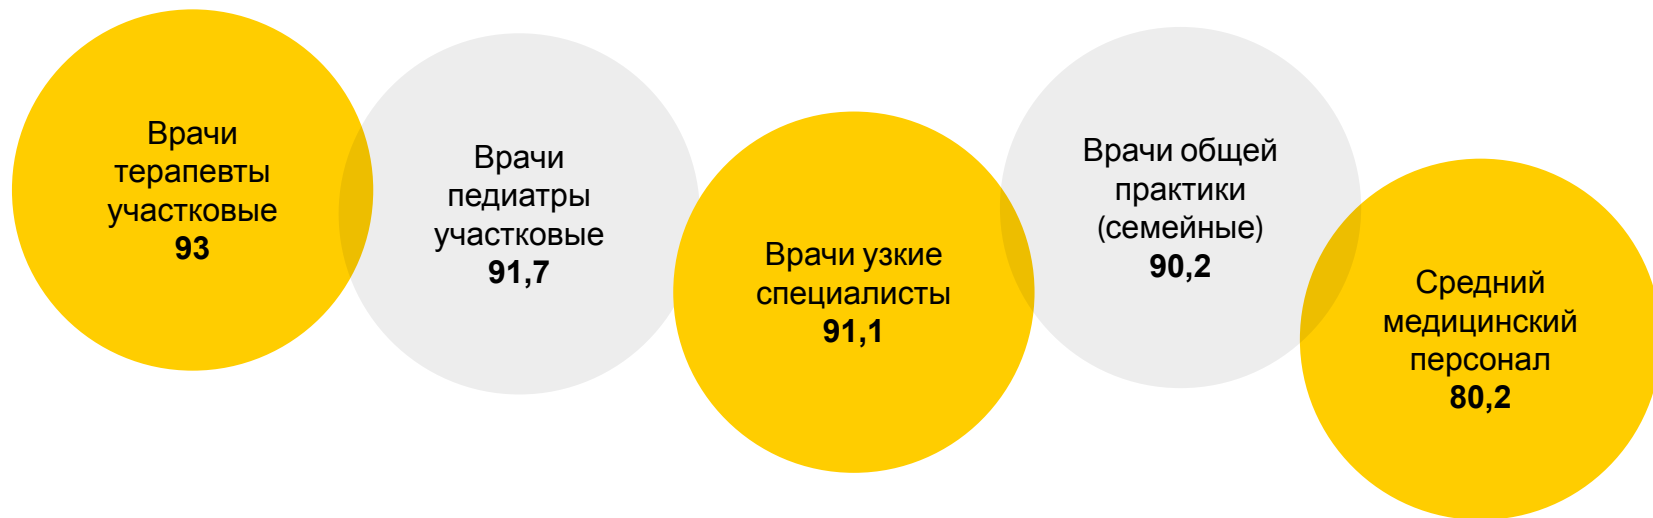 Врачи
терапевты
участковые
93
Врачи
педиатры
участковые
91,7
Врачи узкие
специалисты
91,1
Врачи общей
практики
(семейные)
90,2
Средний
медицинский
персонал
80,2